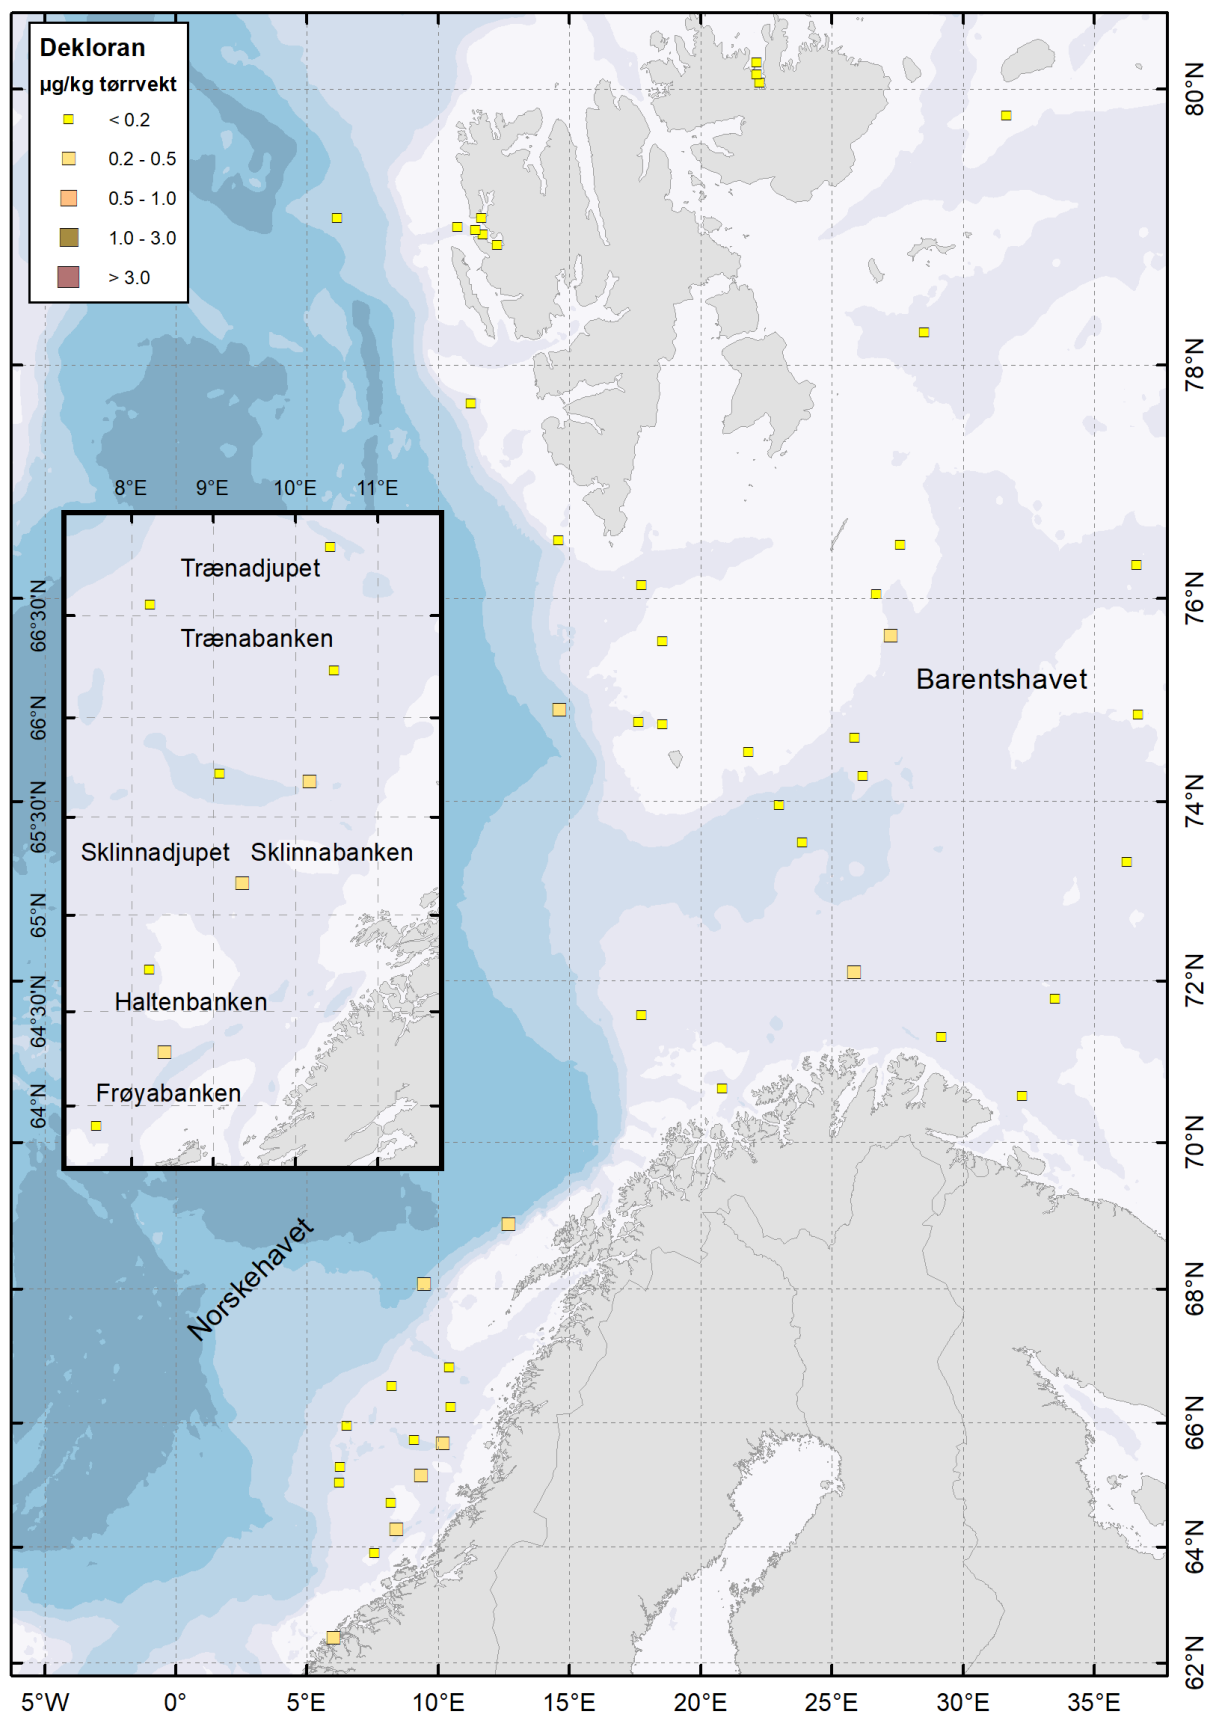 Dekloran
µg/kg tørrvekt
< 0.2
0.2 - 0.5
0.5 - 1.0
1.0 - 3.0
> 3.0
80°N
78°N
76°N
74°N
72°N
70°N
68°N
66°N
64°N
62°N
8°E 9°E 10°E 11°E
66°30'N
66°N
65°30'N
65°N
64°30'N
64°N
Trænadjupet
Trænabanken
Sklinnadjupet Sklinnabanken
Haltenbanken
Frøyabanken
Barentshavet
Norskehavet
5°W 0° 5°E 10°E 15°E 20°E 25°E 30°E 35°E